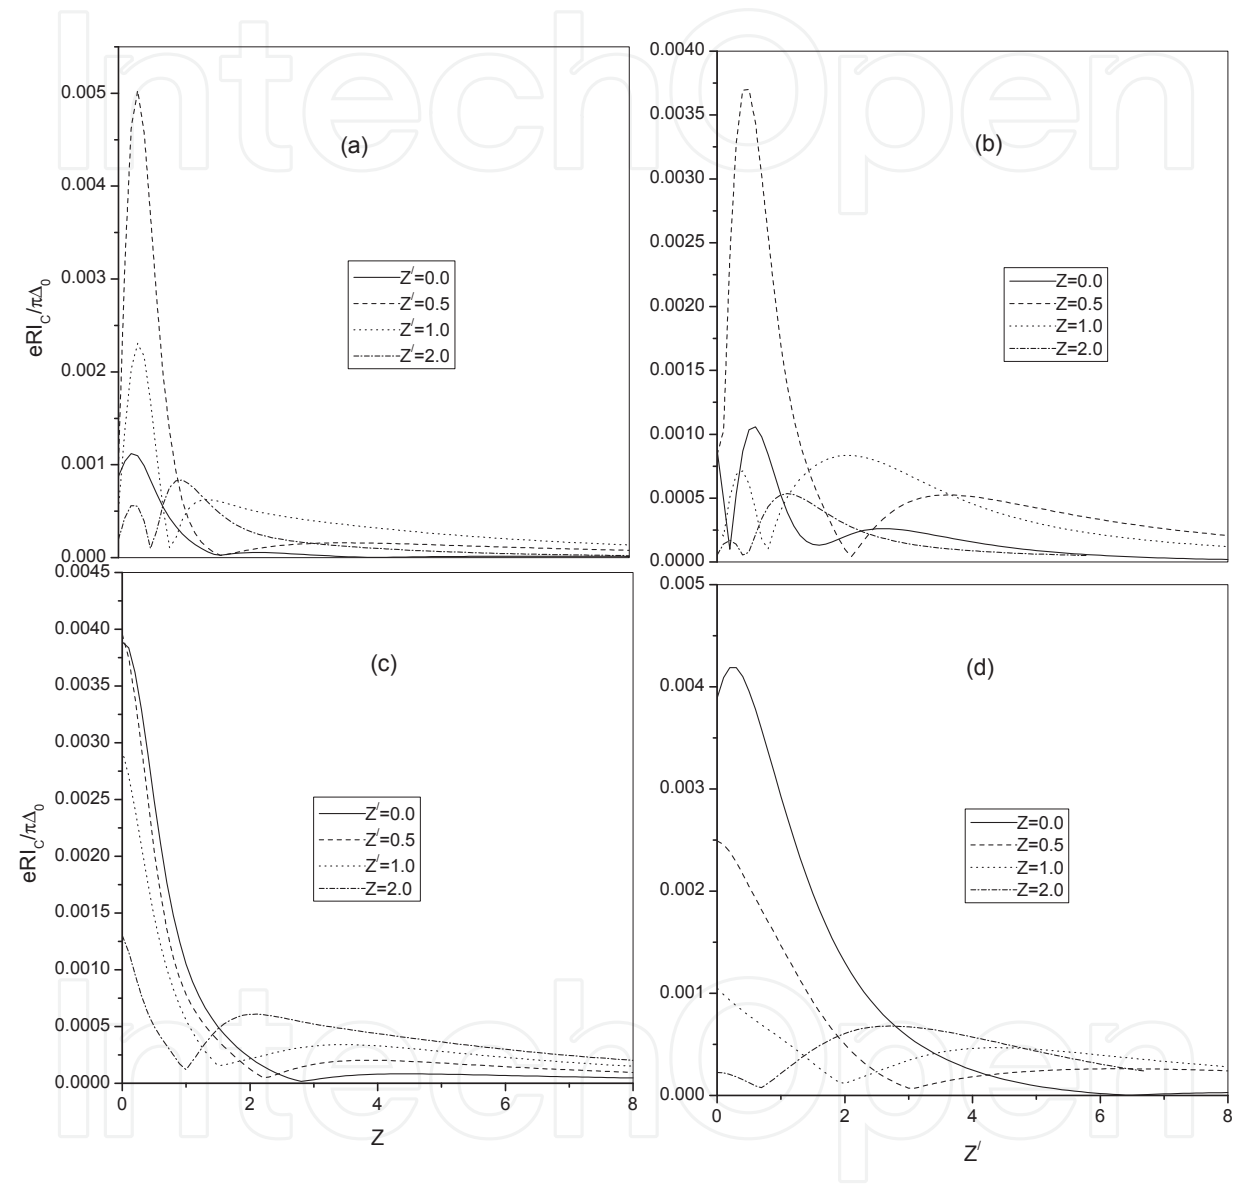 IntechOpen
(a)
0.005
0.004
0.003
0.002
0.001
0.000
eRI_C/πΔ_0
Z/=0.0
Z/=0.5
Z/=1.0
Z/=2.0
(b)
0.0040
0.0035
0.0030
0.0025
0.0020
0.0015
0.0010
0.0005
0.0000
Z=0.0
Z=0.5
Z=1.0
Z=2.0
(c)
0.0045
0.0040
0.0035
0.0030
0.0025
0.0020
0.0015
0.0010
0.0005
0.0000
eRI_C/πΔ_0
Z/=0.0
Z/=0.5
Z/=1.0
Z=2.0
0 2 4 6 8
Z
(d)
0.005
0.004
0.003
0.002
0.001
0.000
Z=0.0
Z=0.5
Z=1.0
Z=2.0
0 2 4 6 8
Z/
IntechOpen